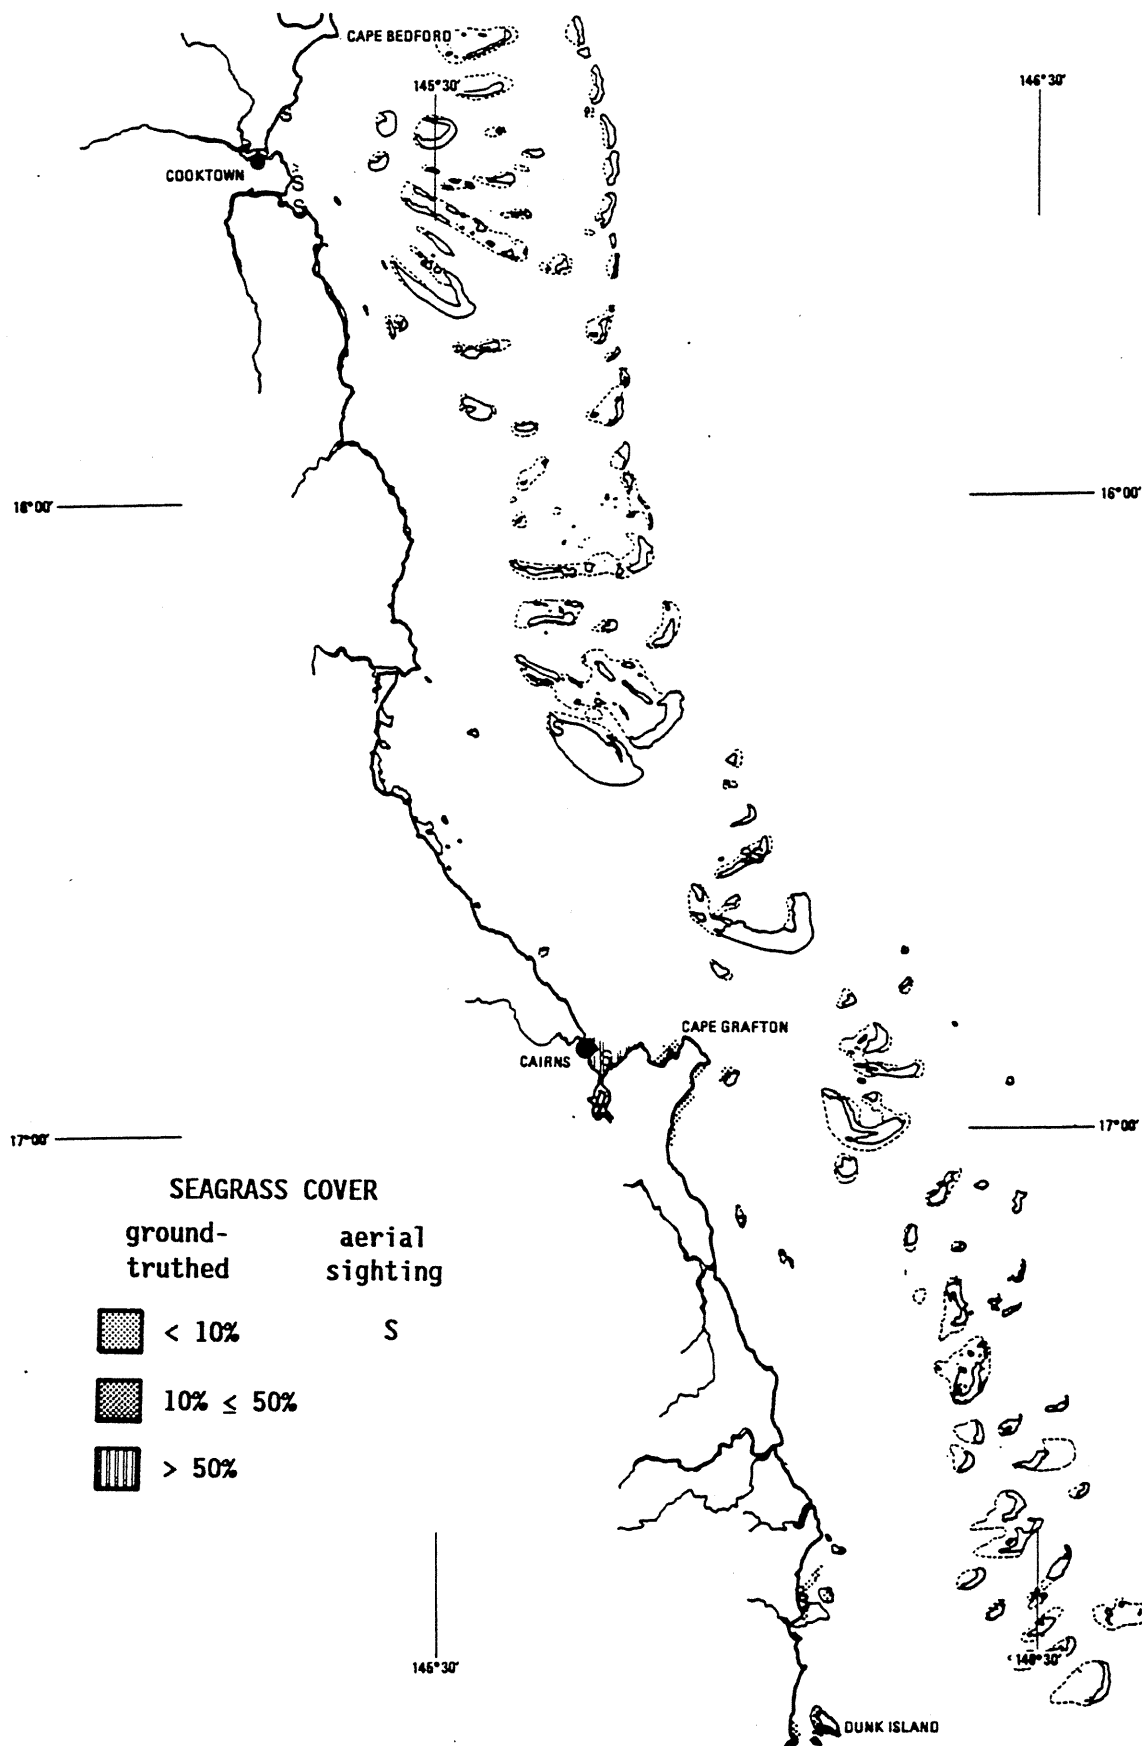 CAPE BEDFORD
145°30′
146°30′
S
S
COOKTOWN
S
S
16°00′
16°00′
S
S
CAPE GRAFTON
CAIRNS
S
17°00′
17°00′
SEAGRASS COVER
ground-
truthed
aerial
sighting
< 10%
S
10% ≤ 50%
> 50%
145°30′
146°30′
DUNK ISLAND